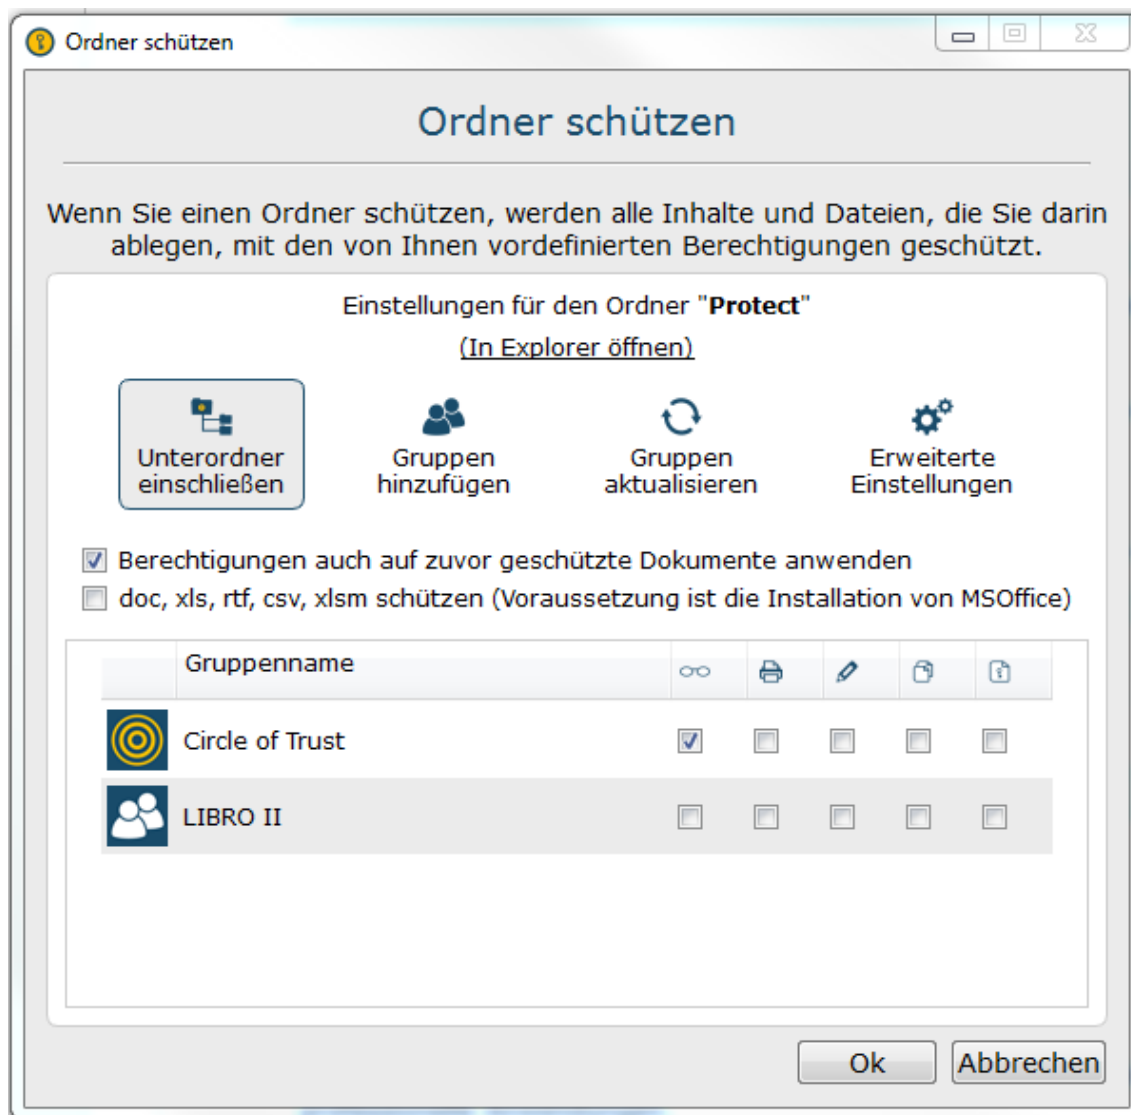 Ordner schützen
Ordner schützen
Wenn Sie einen Ordner schützen, werden alle Inhalte und Dateien, die Sie darin
ablegen, mit den von Ihnen vordefinierten Berechtigungen geschützt.
Einstellungen für den Ordner "Protect"
(In Explorer öffnen)
Unterordner
einschließen
Gruppen
hinzufügen
Gruppen
aktualisieren
Erweiterte
Einstellungen
Berechtigungen auch auf zuvor geschützte Dokumente anwenden
doc, xls, rtf, csv, xlsm schützen (Voraussetzung ist die Installation von MSOffice)
Gruppenname
Circle of Trust
LIBRO II
Ok
Abbrechen